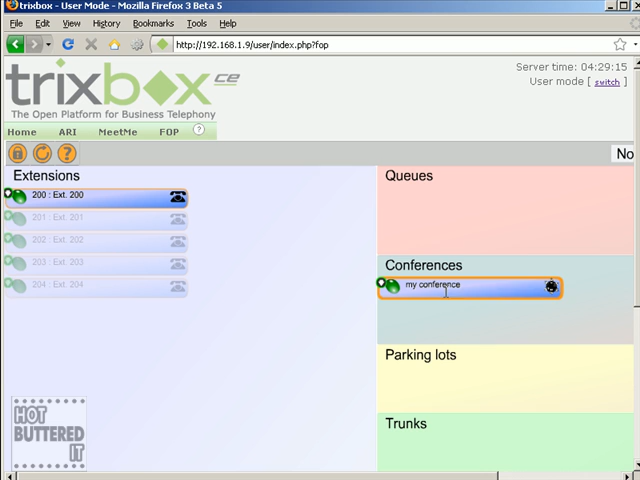 trixbox - User Mode - Mozilla Firefox 3 Beta 5
File Edit View History Bookmarks Tools Help
http://192.168.1.9/user/index.php?fop
trixbox ce
The Open Platform for Business Telephony
Server time: 04:29:15
User mode [ switch ]
Home ARI MeetMe FOP ?
No
Extensions
200 : Ext. 200
201 : Ext. 201
202 : Ext. 202
203 : Ext. 203
204 : Ext. 204
Queues
Conferences
my conference
Parking lots
Trunks
HOT
BUTTERED
IT